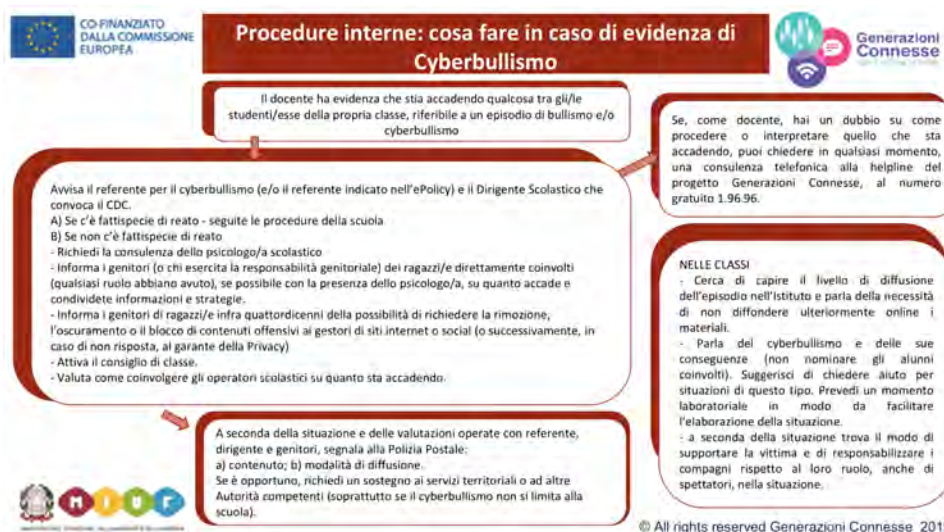 CO-FINANZIATO
DALLA COMMISSIONE
EUROPEA
Procedure interne: cosa fare in caso di evidenza di
Cyberbullismo
Generazioni
Connesse
Il docente ha evidenza che stia accadendo qualcosa tra gli/le
studenti/esse della propria classe, riferibile a un episodio di bullismo e/o
cyberbullismo
Se, come docente, hai un dubbio su come
procedere o interpretare quello che sta
accadendo, puoi chiedere in qualsiasi momento,
una consulenza telefonica alla helpline del
progetto Generazioni Connesse, al numero
gratuito 1.96.96.
Avvisa il referente per il cyberbullismo (e/o il referente indicato nell'ePolicy) e il Dirigente Scolastico che
convoca il CDC.
A) Se c'è fattispecie di reato - seguite le procedure della scuola
B) Se non c'è fattispecie di reato
- Richiedi la consulenza dello psicologo/a scolastico
- Informa i genitori (o chi esercita la responsabilità genitoriale) dei ragazzi/e direttamente coinvolti
(qualsiasi ruolo abbiano avuto), se possibile con la presenza dello psicologo/a, su quanto accade e
condividete informazioni e strategie.
- Informa i genitori di ragazzi/e infra quattordicenni della possibilità di richiedere la rimozione,
l'oscuramento o il blocco di contenuti offensivi ai gestori di siti internet o social (o successivamente, in
caso di non risposta, al garante della Privacy)
- Attiva il consiglio di classe.
- Valuta come coinvolgere gli operatori scolastici su quanto sta accadendo.
NELLE CLASSI
- Cerca di capire il livello di diffusione
dell'episodio nell'Istituto e parla della necessità
di non diffondere ulteriormente online i
materiali.
- Parla del cyberbullismo e delle sue
conseguenze (non nominare gli alunni
coinvolti). Suggerisci di chiedere aiuto per
situazioni di questo tipo. Prevedi un momento
laboratoriale in modo da facilitare
l'elaborazione della situazione.
- a seconda della situazione trova il modo di
supportare la vittima e di responsabilizzare i
compagni rispetto al loro ruolo, anche di
spettatori, nella situazione.
A seconda della situazione e delle valutazioni operate con referente,
dirigente e genitori, segnala alla Polizia Postale:
a) contenuto; b) modalità di diffusione.
Se è opportuno, richiedi un sostegno ai servizi territoriali o ad altre
Autorità competenti (soprattutto se il cyberbullismo non si limita alla
scuola).
MIUR
© All rights reserved Generazioni Connesse 201